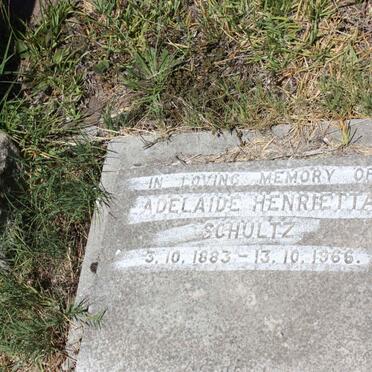 IN LOVING MEMORY OF
ADELAIDE HENRIETTA
SCHULTZ
3.10.1883 - 13.10.1966.